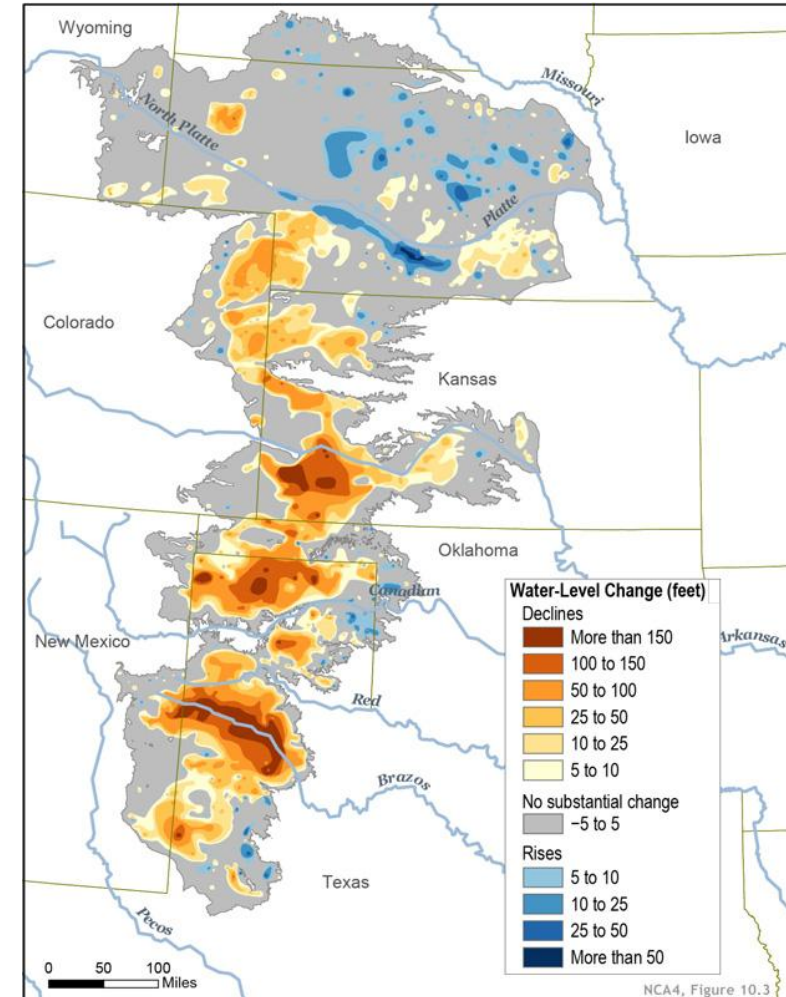 Wyoming
Missouri
North Platte
Iowa
Platte
Colorado
Kansas
Oklahoma
Canadian
New Mexico
Arkansas
Red
Brazos
Texas
Pecos
Water-Level Change (feet)
Declines
More than 150
100 to 150
50 to 100
25 to 50
10 to 25
5 to 10
No substantial change
−5 to 5
Rises
5 to 10
10 to 25
25 to 50
More than 50
0 50 100
Miles
NCA4, Figure 10.3